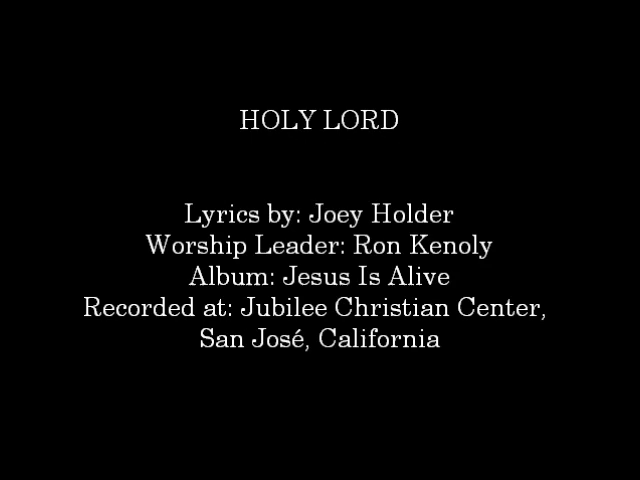 HOLY LORD
Lyrics by: Joey Holder
Worship Leader: Ron Kenoly
Album: Jesus Is Alive
Recorded at: Jubilee Christian Center,
San José, California